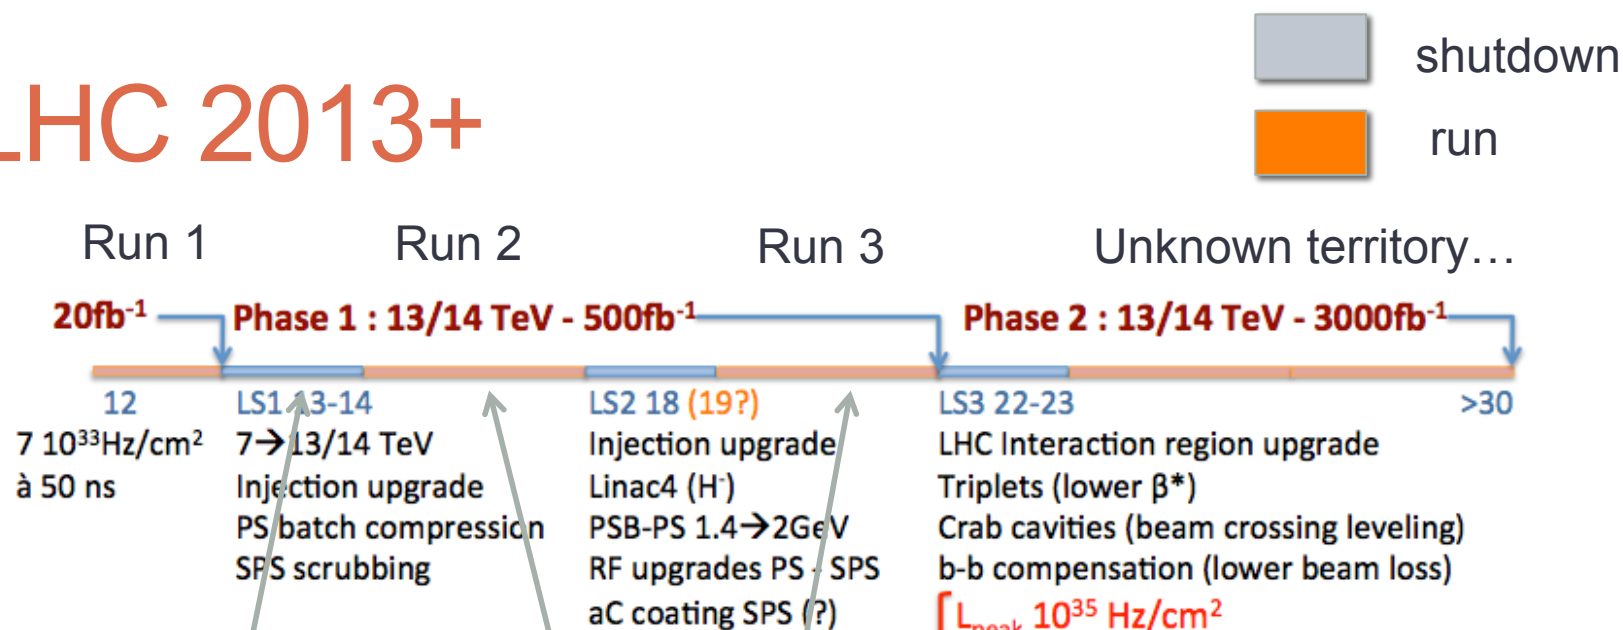 shutdown
LHC 2013+
run
Run 1 Run 2 Run 3 Unknown territory…
20fb⁻¹ Phase 1 : 13/14 TeV - 500fb⁻¹ Phase 2 : 13/14 TeV - 3000fb⁻¹
12 LS1 13-14 LS2 18 (19?) LS3 22-23 >30
7 10³³Hz/cm² 7→13/14 TeV Injection upgrade LHC Interaction region upgrade
à 50 ns Injection upgrade Linac4 (H⁻) Triplets (lower β*)
PS batch compression PSB-PS 1.4→2GeV Crab cavities (beam crossing leveling)
SPS scrubbing RF upgrades PS - SPS b-b compensation (lower beam loss)
aC coating SPS (?) L_peak 10³⁵ Hz/cm²